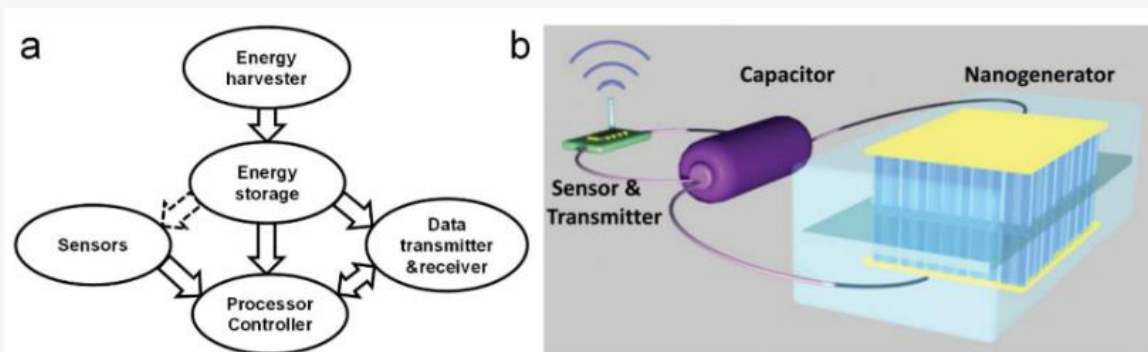 a
Energy
harvester
Energy
storage
Sensors
Data
transmitter
&receiver
Processor
Controller
b
Capacitor
Nanogenerator
Sensor &
Transmitter